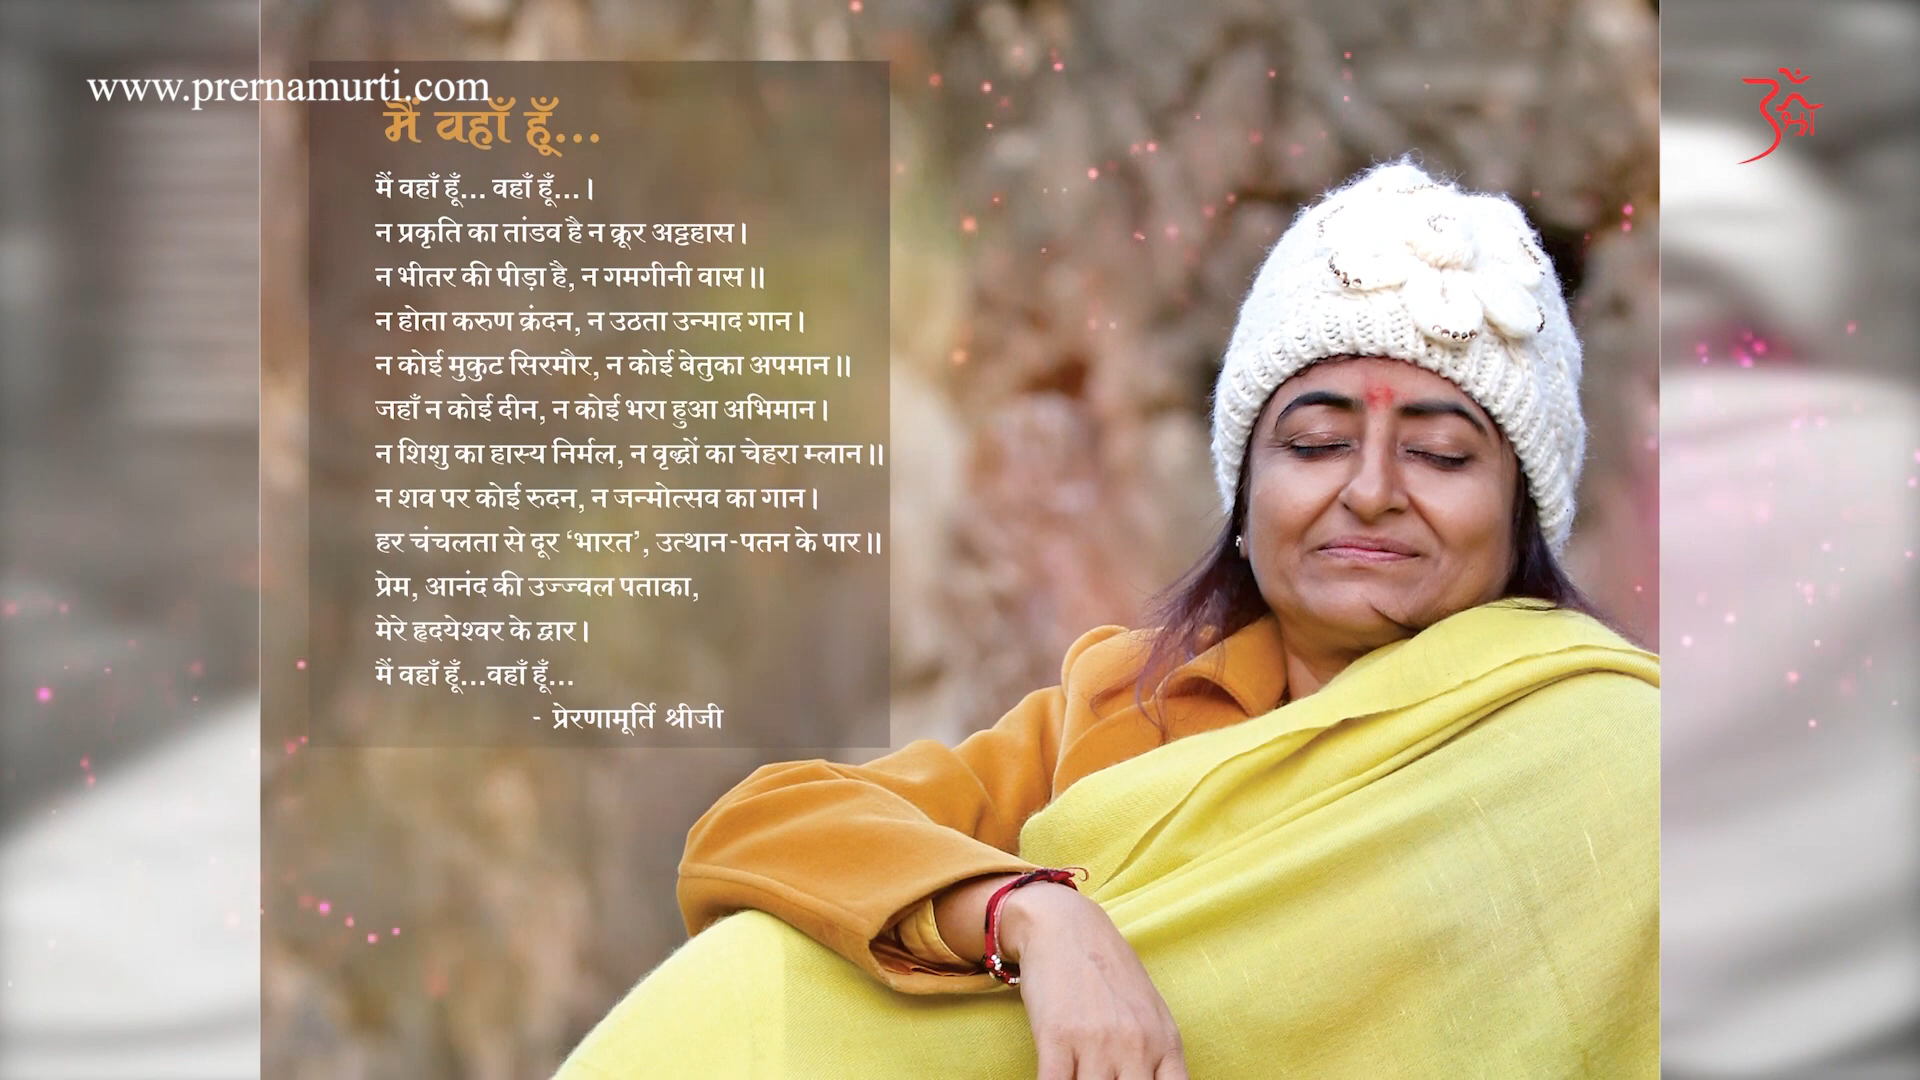 www.prernamurti.com
मैं वहाँ हूँ...
मैं वहाँ हूँ... वहाँ हूँ...।
न प्रकृति का तांडव है न क्रूर अट्टहास।
न भीतर की पीड़ा है, न गमगीनी वास॥
न होता करुण क्रंदन, न उठता उन्माद गान।
न कोई मुकुट सिरमौर, न कोई बेतुका अपमान॥
जहाँ न कोई दीन, न कोई भरा हुआ अभिमान।
न शिशु का हास्य निर्मल, न वृद्धों का चेहरा म्लान॥
न शव पर कोई रुदन, न जन्मोत्सव का गान।
हर चंचलता से दूर ‘भारत’, उत्थान-पतन के पार॥
प्रेम, आनंद की उज्ज्वल पताका,
मेरे हृदयेश्वर के द्वार।
मैं वहाँ हूँ...वहाँ हूँ...
- प्रेरणामूर्ति श्रीजी